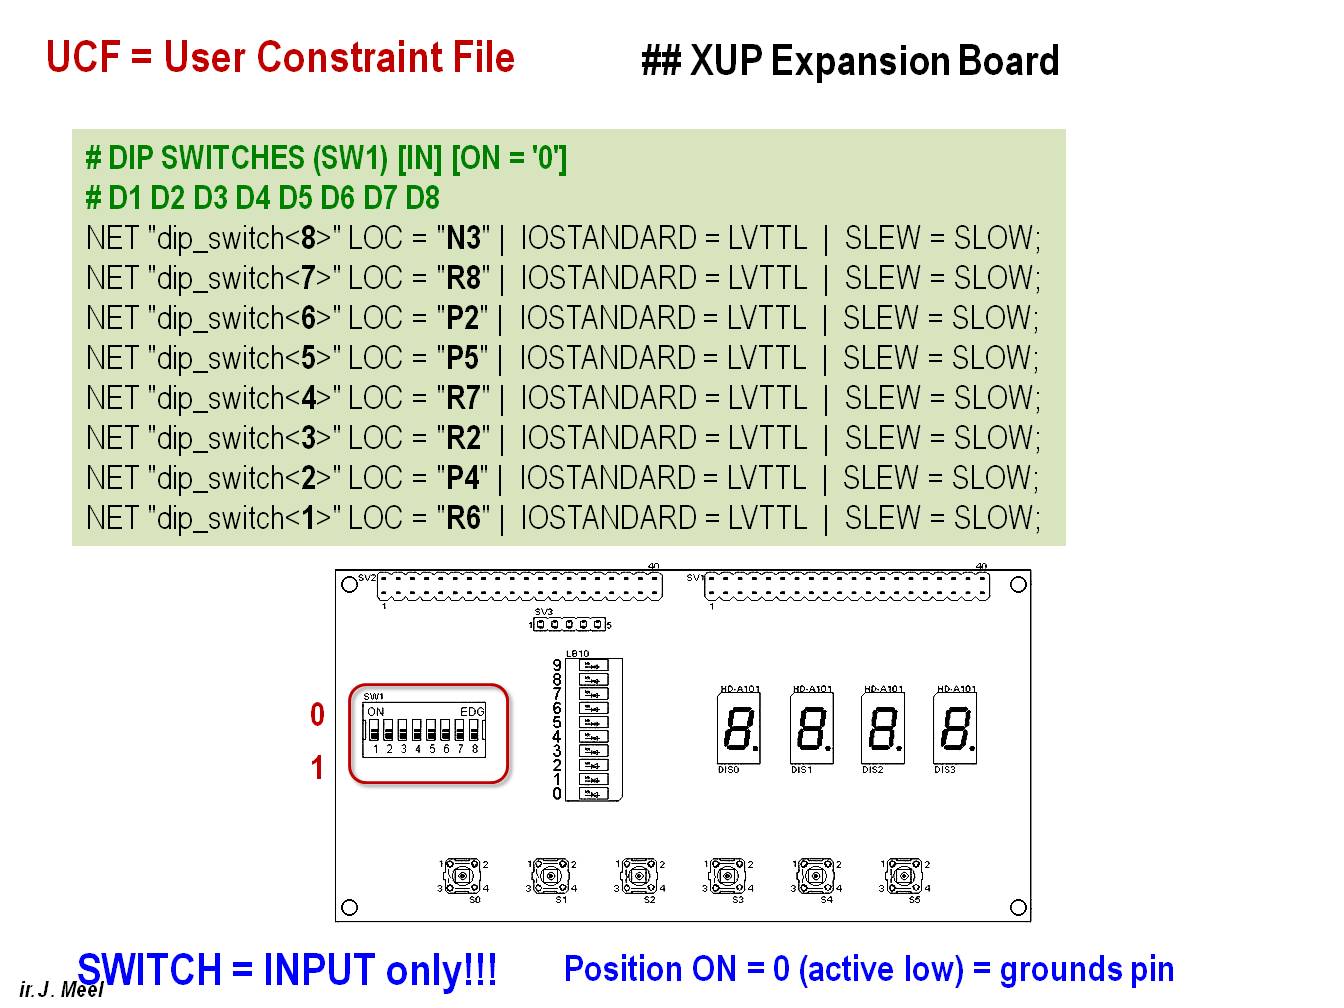 UCF = User Constraint File
## XUP Expansion Board
# DIP SWITCHES (SW1) [IN] [ON = '0']
# D1 D2 D3 D4 D5 D6 D7 D8
NET "dip_switch<8>" LOC = "N3" | IOSTANDARD = LVTTL | SLEW = SLOW;
NET "dip_switch<7>" LOC = "R8" | IOSTANDARD = LVTTL | SLEW = SLOW;
NET "dip_switch<6>" LOC = "P2" | IOSTANDARD = LVTTL | SLEW = SLOW;
NET "dip_switch<5>" LOC = "P5" | IOSTANDARD = LVTTL | SLEW = SLOW;
NET "dip_switch<4>" LOC = "R7" | IOSTANDARD = LVTTL | SLEW = SLOW;
NET "dip_switch<3>" LOC = "R2" | IOSTANDARD = LVTTL | SLEW = SLOW;
NET "dip_switch<2>" LOC = "P4" | IOSTANDARD = LVTTL | SLEW = SLOW;
NET "dip_switch<1>" LOC = "R6" | IOSTANDARD = LVTTL | SLEW = SLOW;
40 40
SV2 SV1
1 1
SV3
1 5
LB10
9
8
7
6
5
4
3
2
1
0
0
1
SW1
ON EDG
1 2 3 4 5 6 7 8
HD-A101 HD-A101 HD-A101 HD-A101
8. 8. 8. 8.
DIS0 DIS1 DIS2 DIS3
1 2 1 2 1 2 1 2 1 2 1 2
3 4 3 4 3 4 3 4 3 4 3 4
S0 S1 S2 S3 S4 S5
SWITCH = INPUT only!!!
Position ON = 0 (active low) = grounds pin
ir. J. Meel